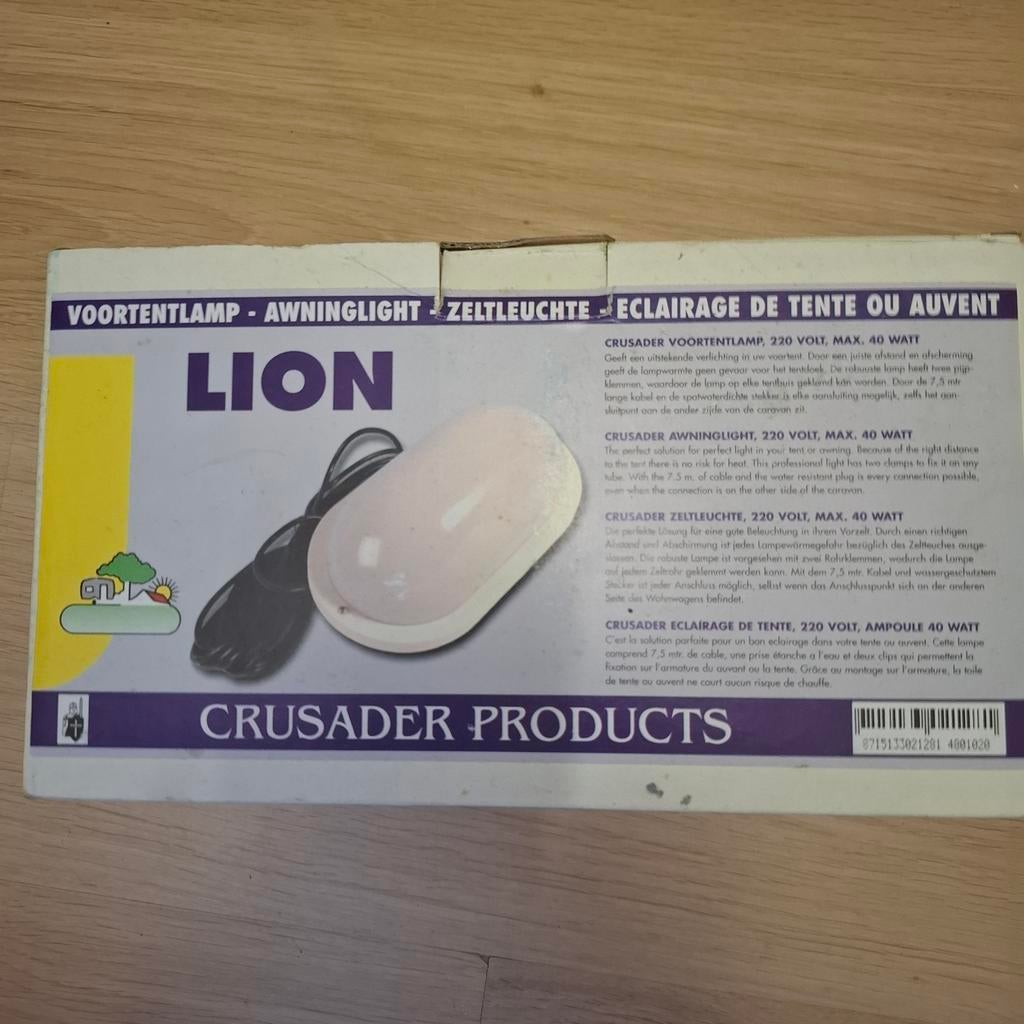 VOORTENTLAMP - AWNINGLIGHT - ZELTLEUCHTE - ECLAIRAGE DE TENTE OU AUVENT
LION
CRUSADER VOORTENTLAMP, 220 VOLT, MAX. 40 WATT
Geeft een uitstekende verlichting in uw voortent. Door een juiste afstand en afscherming
geeft de lampwarmte geen gevaar voor het tentdoek. De robuuste lamp heeft twee pijp-
klemmen, waardoor de lamp op elke tentbuis geklemd kan worden. Door de 7,5 mtr.
lange kabel en de spatwaterdichte stekker is elke aansluiting mogelijk, zelfs het aan-
sluitpunt aan de ander zijde van de caravan zit.
CRUSADER AWNINGLIGHT, 220 VOLT, MAX. 40 WATT
The perfect solution for perfect light in your tent or awning. Because of the right distance
to the tent there is no risk for heat. This professional light has two clamps to fix it on any
tube. With the 7.5 m. of cable and the water resistant plug is every connection possible,
even when the connection is on the other side of the caravan.
CRUSADER ZELTLEUCHTE, 220 VOLT, MAX. 40 WATT
Die perfekte Lösung für eine gute Beleuchtung in ihrem Vorzelt. Durch einen richtigen
Abstand und Abschirmung ist jedes Lampewärmegefahr bezüglich des Zelttuches ausge-
slossen. Die robuste Lampe ist vorgesehen mit zwei Rohrklemmen, wodurch die Lampe
auf jedem Zeltrohr geklemmt werden kann. Mit dem 7,5 mtr. Kabel und wassergeschutztem
Stecker ist jeder Anschluss möglich, selbst wenn das Anschlusspunkt sich an der anderen
Seite des Wohnwagens befindet.
CRUSADER ECLAIRAGE DE TENTE, 220 VOLT, AMPOULE 40 WATT
C'est la solution parfaite pour un bon eclairage dans votre tente ou auvent. Cette lampe
comprend 7,5 mtr. de cable, une prise étanche a l'eau et deux clips qui permettent la
fixation sur l'armature du auvant ou la tente. Grâce au montage sur l'armature, la toile
de tente ou auvent ne court aucun risque de chauffe.
CRUSADER PRODUCTS
8715133021281 4801020